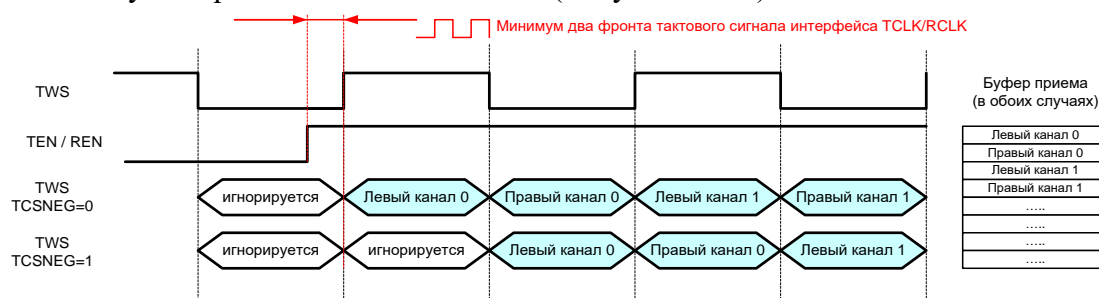 Минимум два фронта тактового сигнала интерфейса TCLK/RCLK
TWS
Буфер приема
(в обоих случаях)
TEN / REN
Левый канал 0
Правый канал 0
Левый канал 1
Правый канал 1
.....
.....
.....
.....
TWS
TCSNEG=0
игнорируется
Левый канал 0
Правый канал 0
Левый канал 1
Правый канал 1
TWS
TCSNEG=1
игнорируется
игнорируется
Левый канал 0
Правый канал 0
Левый канал 1